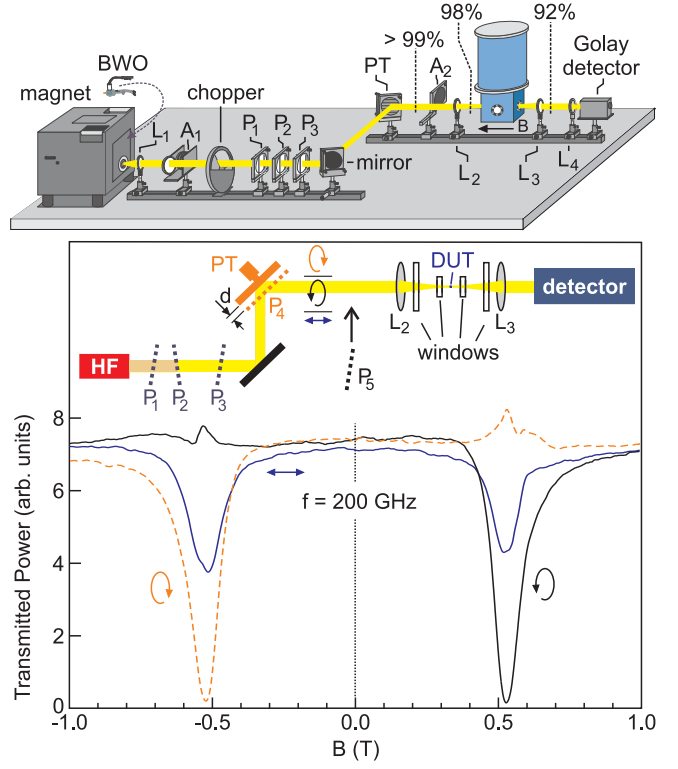 BWO
magnet
L1
A1
chopper
P1
P2
P3
mirror
PT
> 99%
A2
98%
92%
Golay
detector
B
L2
L3
L4
PT
d
P4
DUT
detector
L2
L3
windows
HF
P1
P2
P3
P5
8
6
4
2
0
Transmitted Power (arb. units)
f = 200 GHz
-1.0
-0.5
0.0
0.5
1.0
B (T)